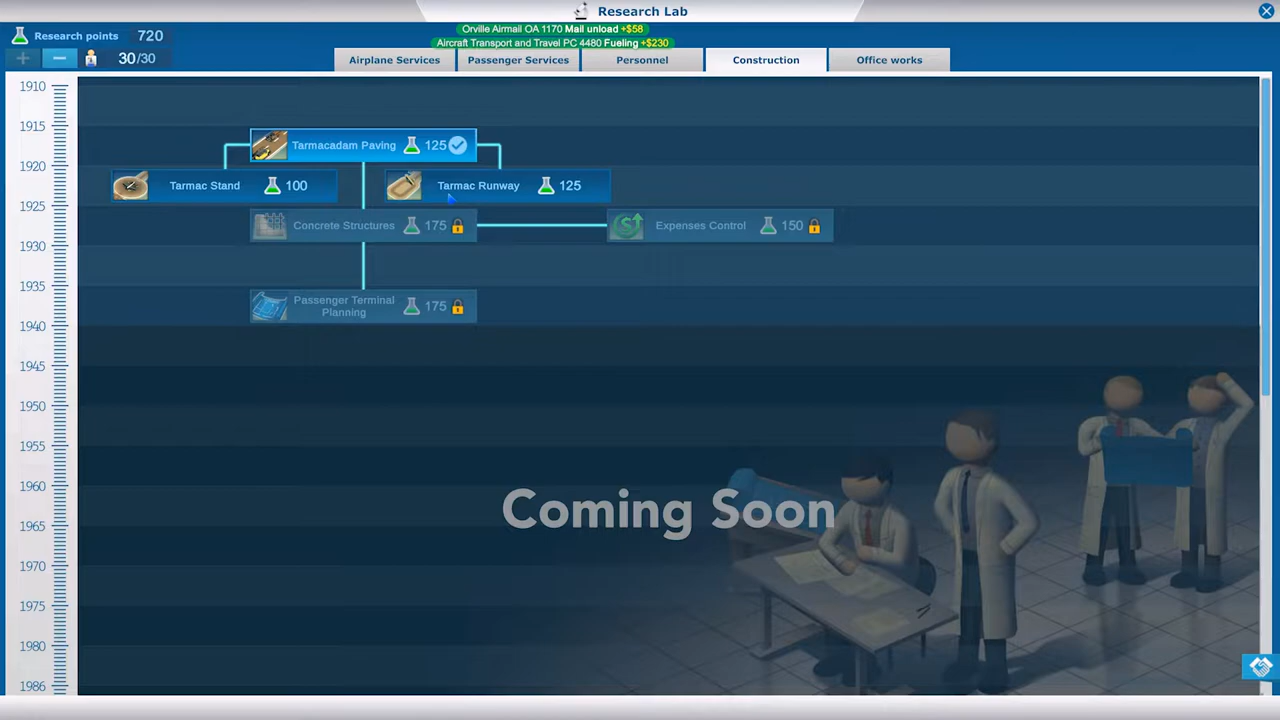 Research Lab
Research points 720
Orville Airmail OA 1170 Mail unload +$58
Aircraft Transport and Travel PC 4480 Fueling +$230
30/30
Airplane Services
Passenger Services
Personnel
Construction
Office works
1910
1915
Tarmacadam Paving 125
1920
Tarmac Stand 100
Tarmac Runway 125
1925
Concrete Structures 175
Expenses Control 150
1930
1935
Passenger Terminal
Planning
175
1940
1945
1950
1955
1960
Coming Soon
1965
1970
1975
1980
1986